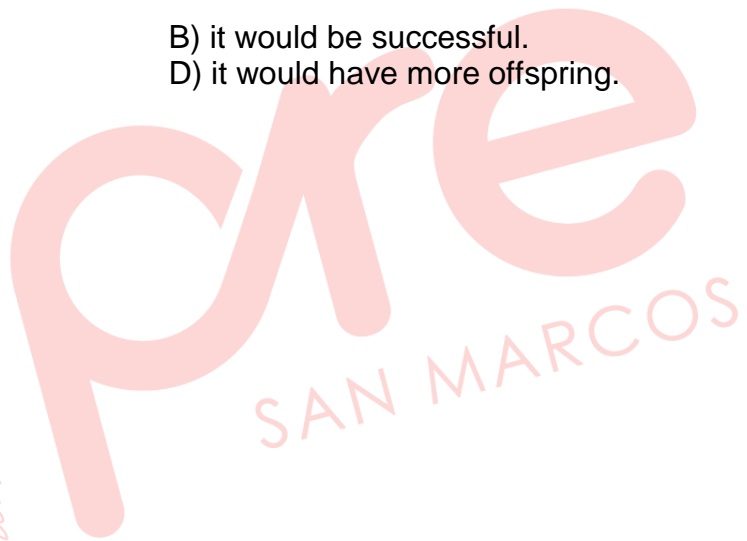 B) it would be successful.
D) it would have more offspring.
pre
SAN MARCOS